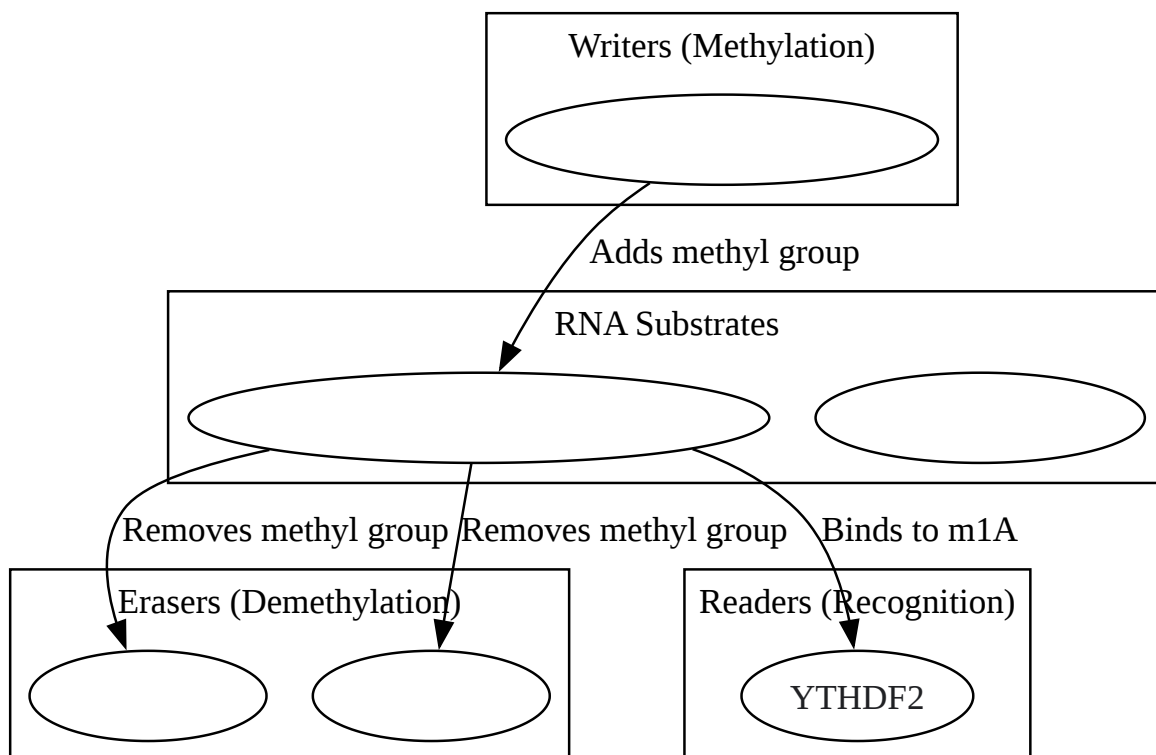 Writers (Methylation)
Adds methyl group
RNA Substrates
Removes methyl group
Removes methyl group
Binds to m1A
Erasers (Demethylation)
Readers (Recognition)
YTHDF2